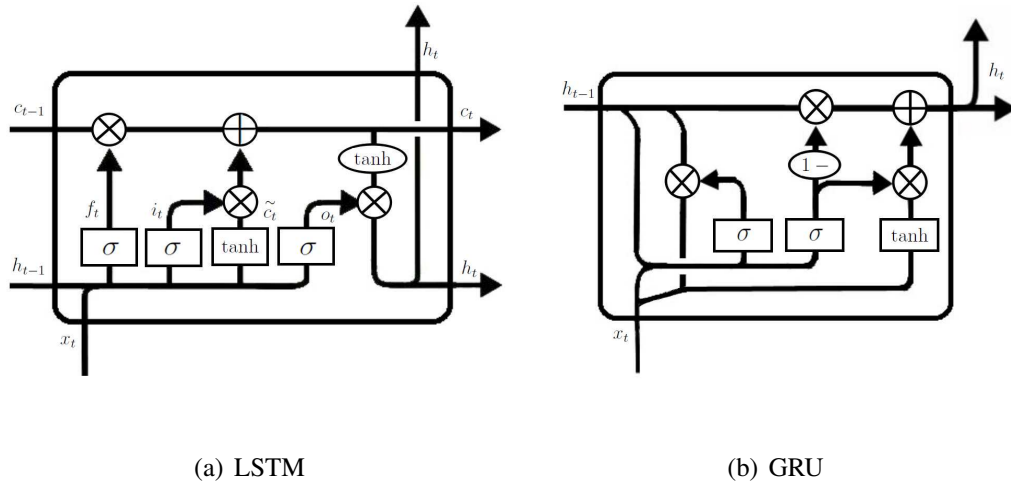 h_t
c_{t-1}
c_t
tanh
f_t
i_t
\tilde{c}_t
o_t
σ
σ
tanh
σ
h_{t-1}
h_t
x_t
(a) LSTM
h_t
h_{t-1}
1 −
σ
σ
tanh
x_t
(b) GRU